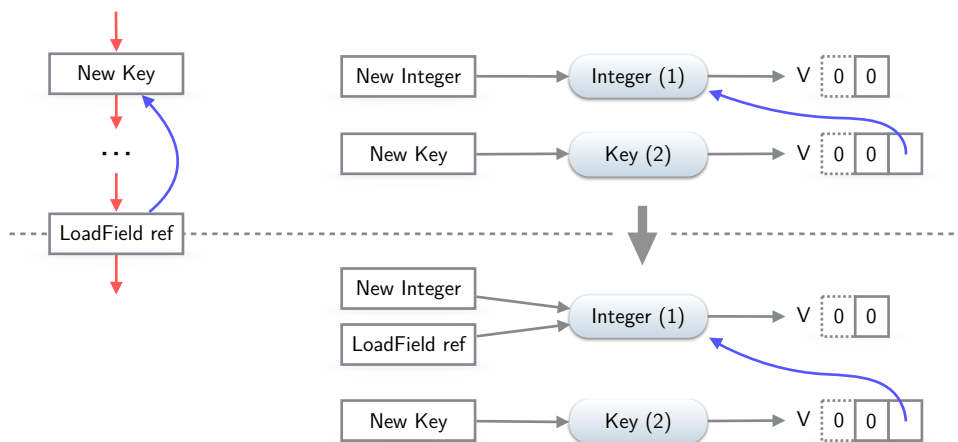 New Key
...
LoadField ref
New Integer Integer (1) V 0 0
New Key Key (2) V 0 0
New Integer
LoadField ref
Integer (1) V 0 0
New Key Key (2) V 0 0